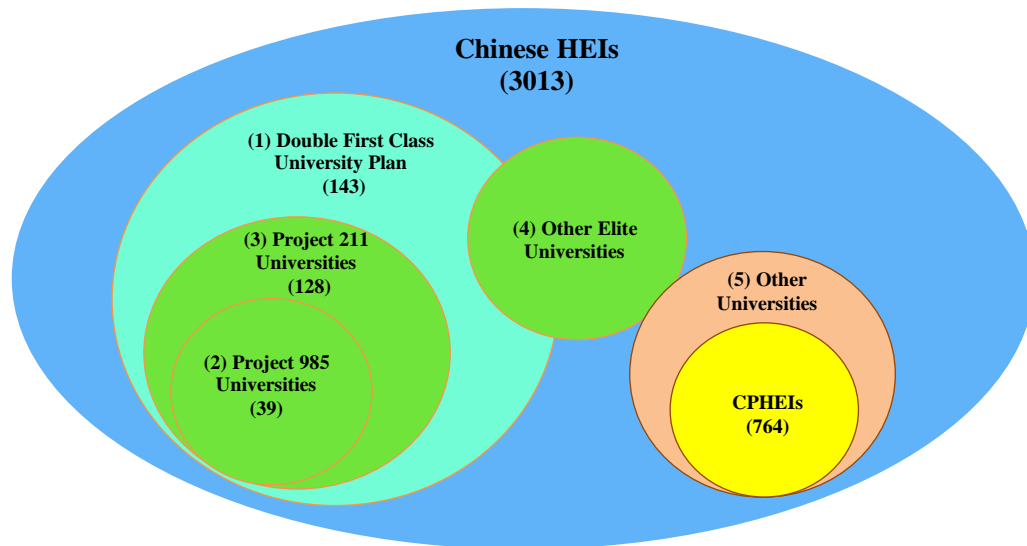 Chinese HEIs
(3013)
(1) Double First Class
University Plan
(143)
(3) Project 211
Universities
(128)
(2) Project 985
Universities
(39)
(4) Other Elite
Universities
(5) Other
Universities
CPHEIs
(764)